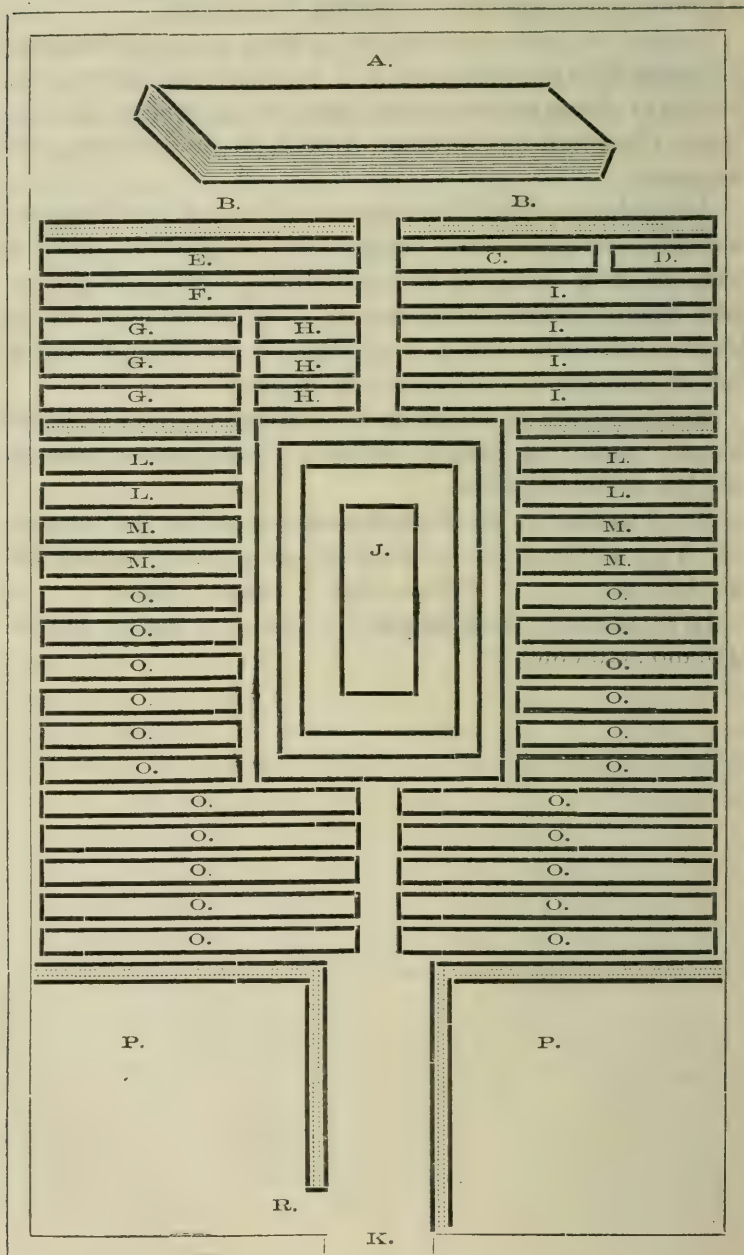 A.
B. B.
E. C. D.
F. I.
G. H. I.
G. H. I.
G. H. I.
L. L.
L. L.
M. J. M.
M. M.
O. O.
O. O.
O. O.
O. O.
O. O.
O. O.
O. O.
O. O.
O. O.
O. O.
O. O.
P. P.
R.
K.